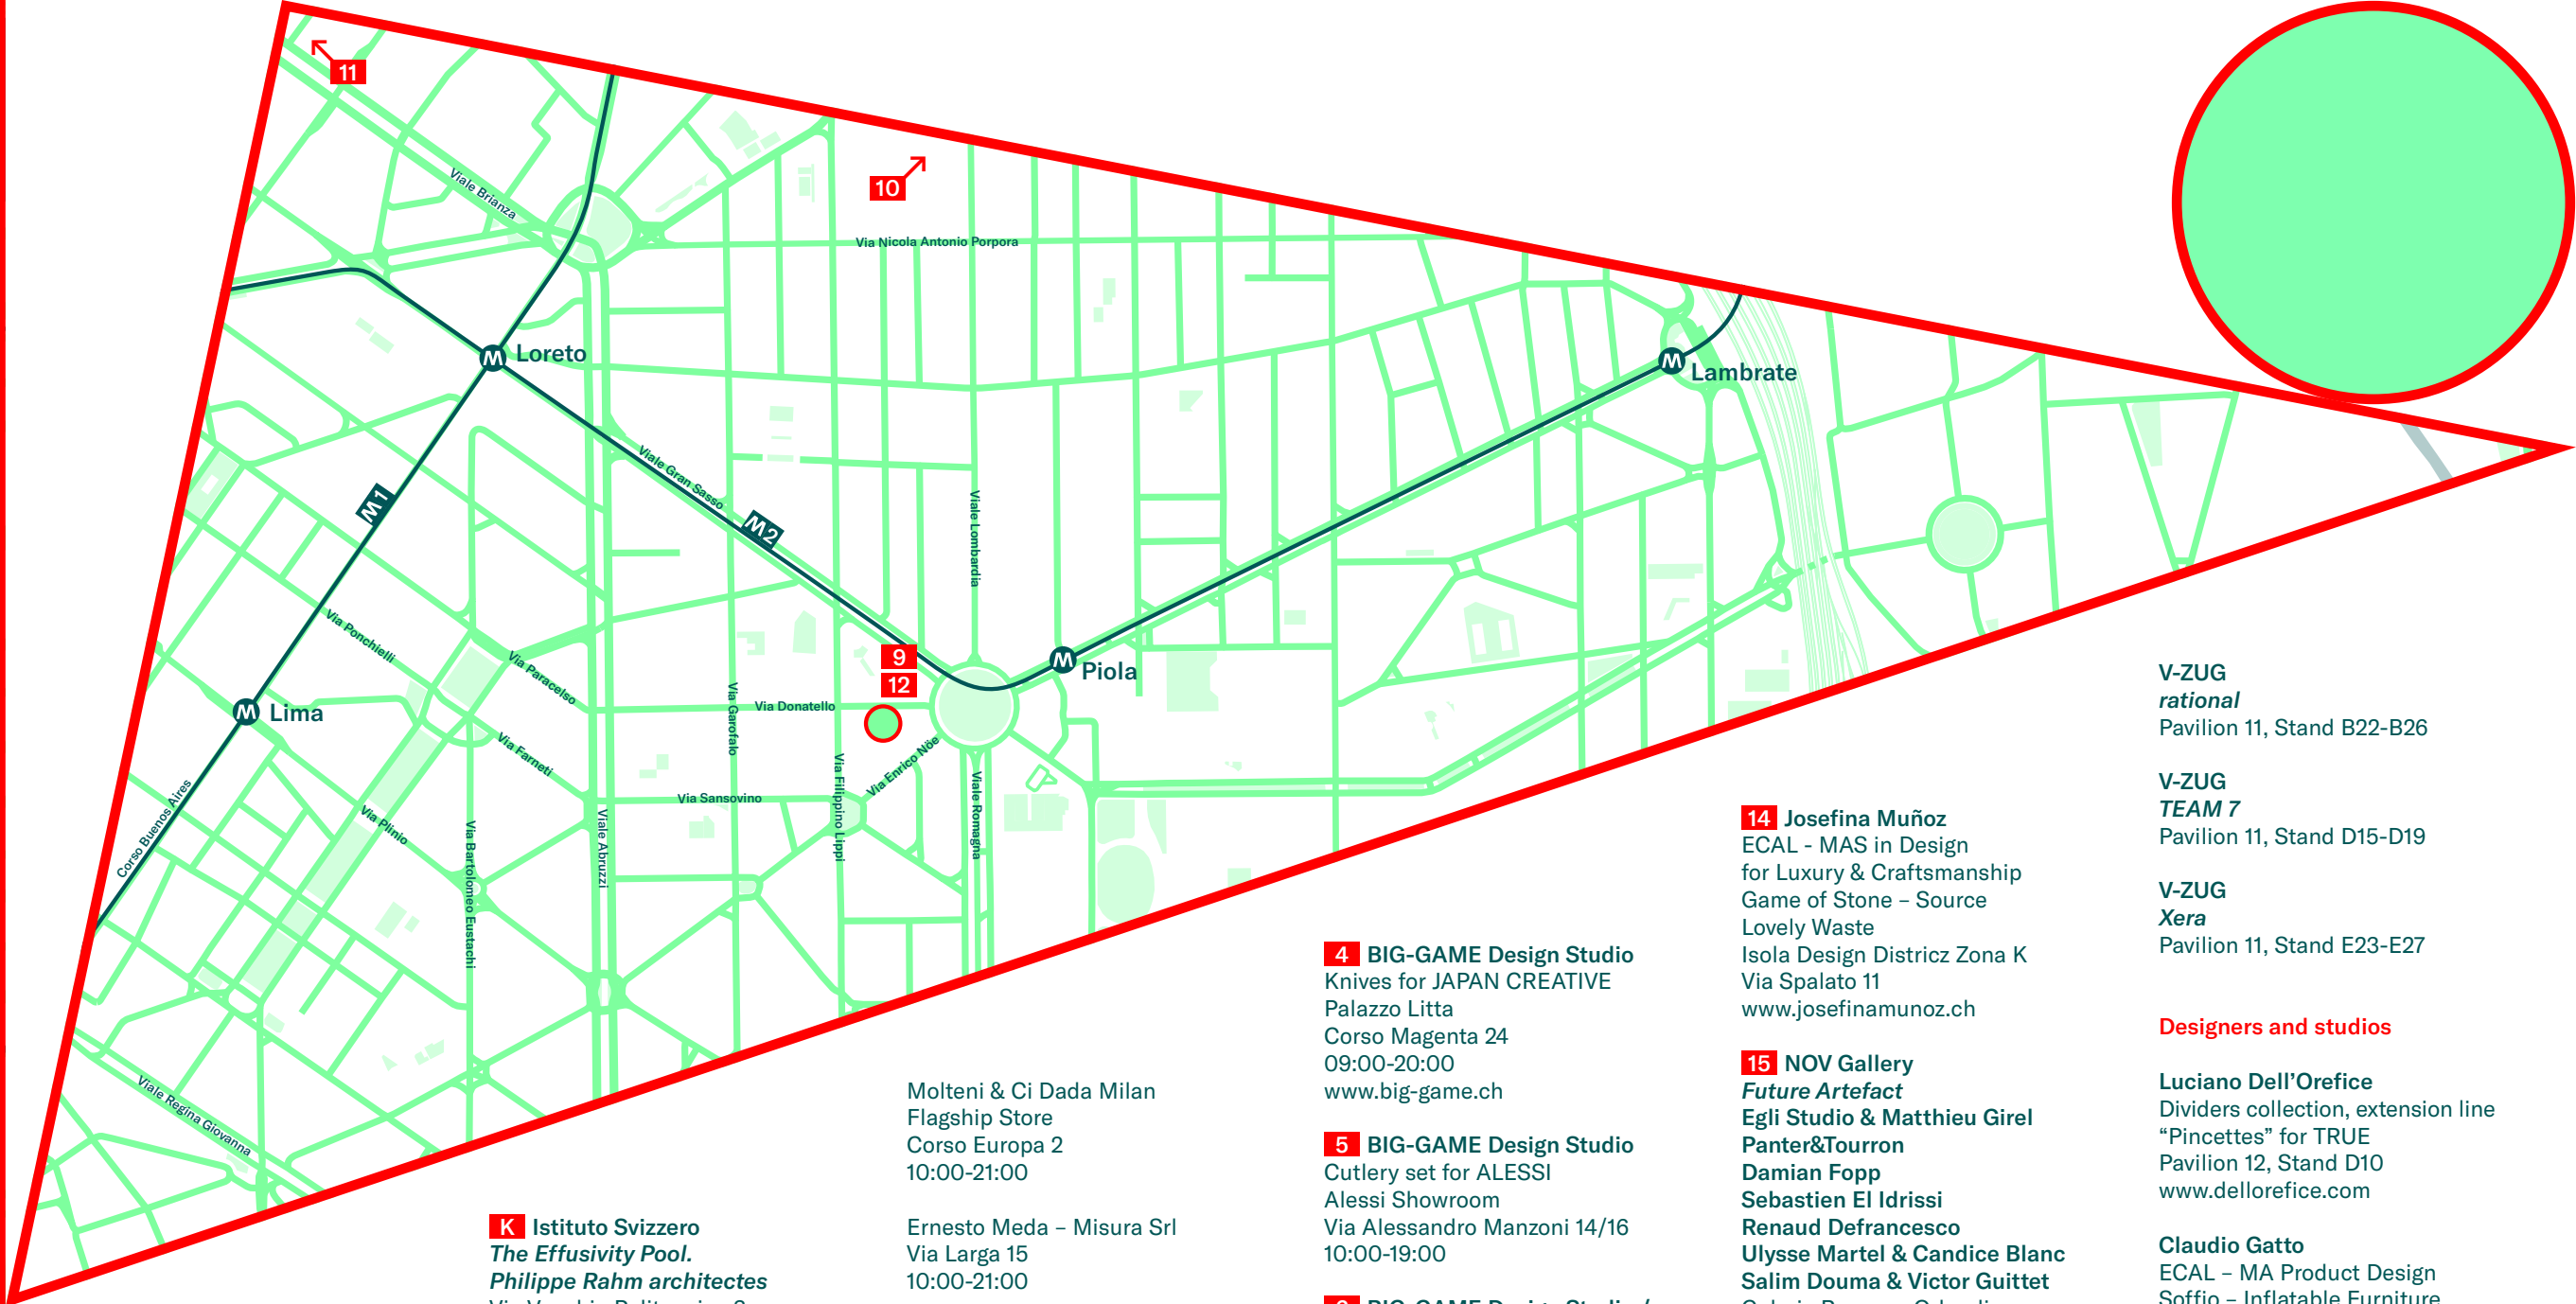 11
10
Viale Brianza
Via Nicola Antonio Porpora
M Loreto
M Lambrate
Viale Gran Sasso
M1
M2
Viale Lombardia
Via Ponchielli
Via Paracelso
9
12
M Piola
M Lima
Via Garofalo
Via Donatello
Via Farneti
Via Enrico Nöe
Via Sansovino
Via Filippino Lippi
Viale Romagna
Corso Buenos Aires
Via Plinio
Via Bartolomeo Eustachi
Viale Abruzzi
Viale Regina Giovanna
K Istituto Svizzero
The Effusivity Pool.
Philippe Rahm architectes
Molteni & Ci Dada Milan
Flagship Store
Corso Europa 2
10:00-21:00
Ernesto Meda – Misura Srl
Via Larga 15
10:00-21:00
4 BIG-GAME Design Studio
Knives for JAPAN CREATIVE
Palazzo Litta
Corso Magenta 24
09:00-20:00
www.big-game.ch
5 BIG-GAME Design Studio
Cutlery set for ALESSI
Alessi Showroom
Via Alessandro Manzoni 14/16
10:00-19:00
BIG-GAME Design Studio /
14 Josefina Muñoz
ECAL - MAS in Design
for Luxury & Craftsmanship
Game of Stone – Source
Lovely Waste
Isola Design Districz Zona K
Via Spalato 11
www.josefinamunoz.ch
15 NOV Gallery
Future Artefact
Egli Studio & Matthieu Girel
Panter&Tourron
Damian Fopp
Sebastien El Idrissi
Renaud Defrancesco
Ulysse Martel & Candice Blanc
Salim Douma & Victor Guittet
V-ZUG
rational
Pavilion 11, Stand B22-B26
V-ZUG
TEAM 7
Pavilion 11, Stand D15-D19
V-ZUG
Xera
Pavilion 11, Stand E23-E27
Designers and studios
Luciano Dell’Orefice
Dividers collection, extension line
“Pincettes” for TRUE
Pavilion 12, Stand D10
www.dellorefice.com
Claudio Gatto
ECAL – MA Product Design
Soffio – Inflatable Furniture